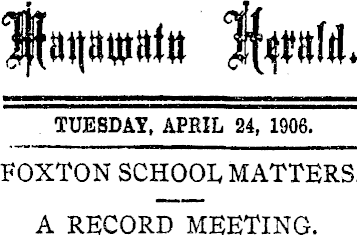 Manawatu Herald.
TUESDAY, APRIL 24, 1906.
FOXTON SCHOOL MATTERS.
A RECORD MEETING.